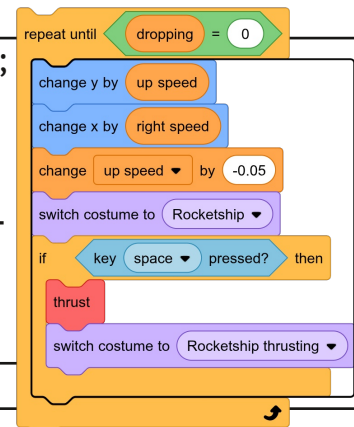 repeat until dropping = 0
;
change y by up speed
change x by right speed
change up speed by -0.05
switch costume to Rocketship
if key space pressed? then
thrust
switch costume to Rocketship thrusting